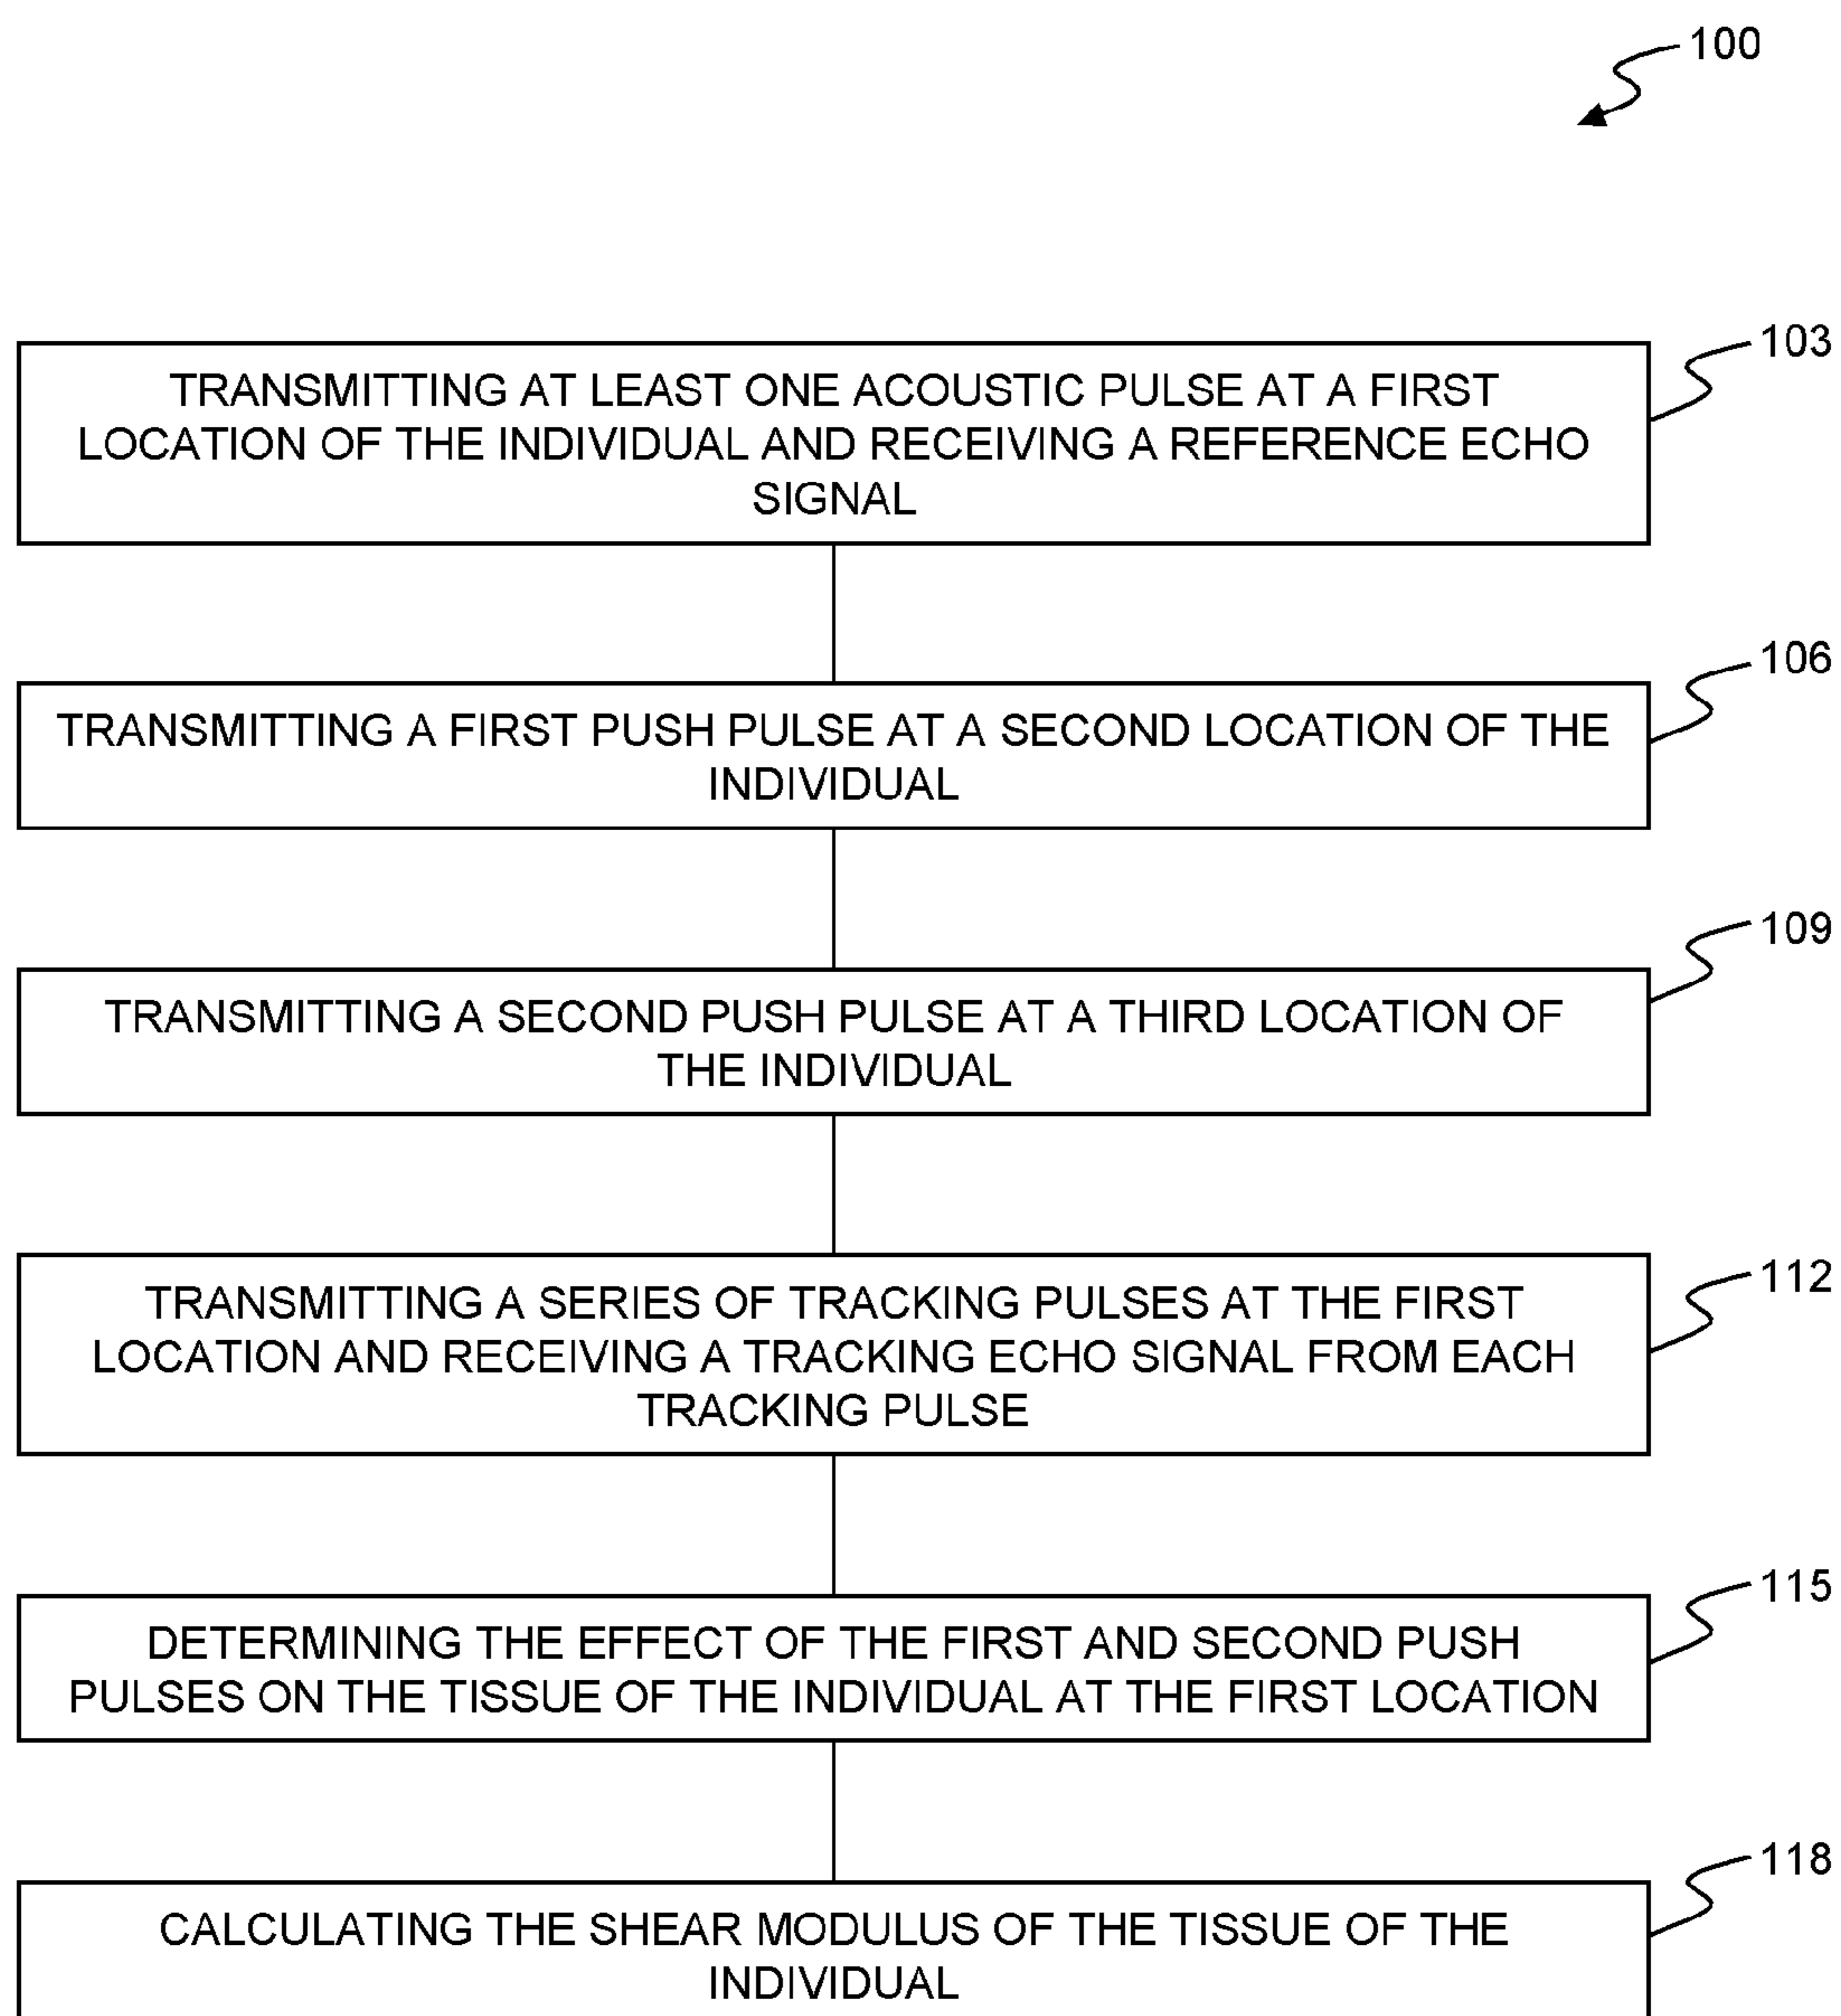 100
103
TRANSMITTING AT LEAST ONE ACOUSTIC PULSE AT A FIRST
LOCATION OF THE INDIVIDUAL AND RECEIVING A REFERENCE ECHO
SIGNAL
106
TRANSMITTING A FIRST PUSH PULSE AT A SECOND LOCATION OF THE
INDIVIDUAL
109
TRANSMITTING A SECOND PUSH PULSE AT A THIRD LOCATION OF
THE INDIVIDUAL
112
TRANSMITTING A SERIES OF TRACKING PULSES AT THE FIRST
LOCATION AND RECEIVING A TRACKING ECHO SIGNAL FROM EACH
TRACKING PULSE
115
DETERMINING THE EFFECT OF THE FIRST AND SECOND PUSH
PULSES ON THE TISSUE OF THE INDIVIDUAL AT THE FIRST LOCATION
118
CALCULATING THE SHEAR MODULUS OF THE TISSUE OF THE
INDIVIDUAL